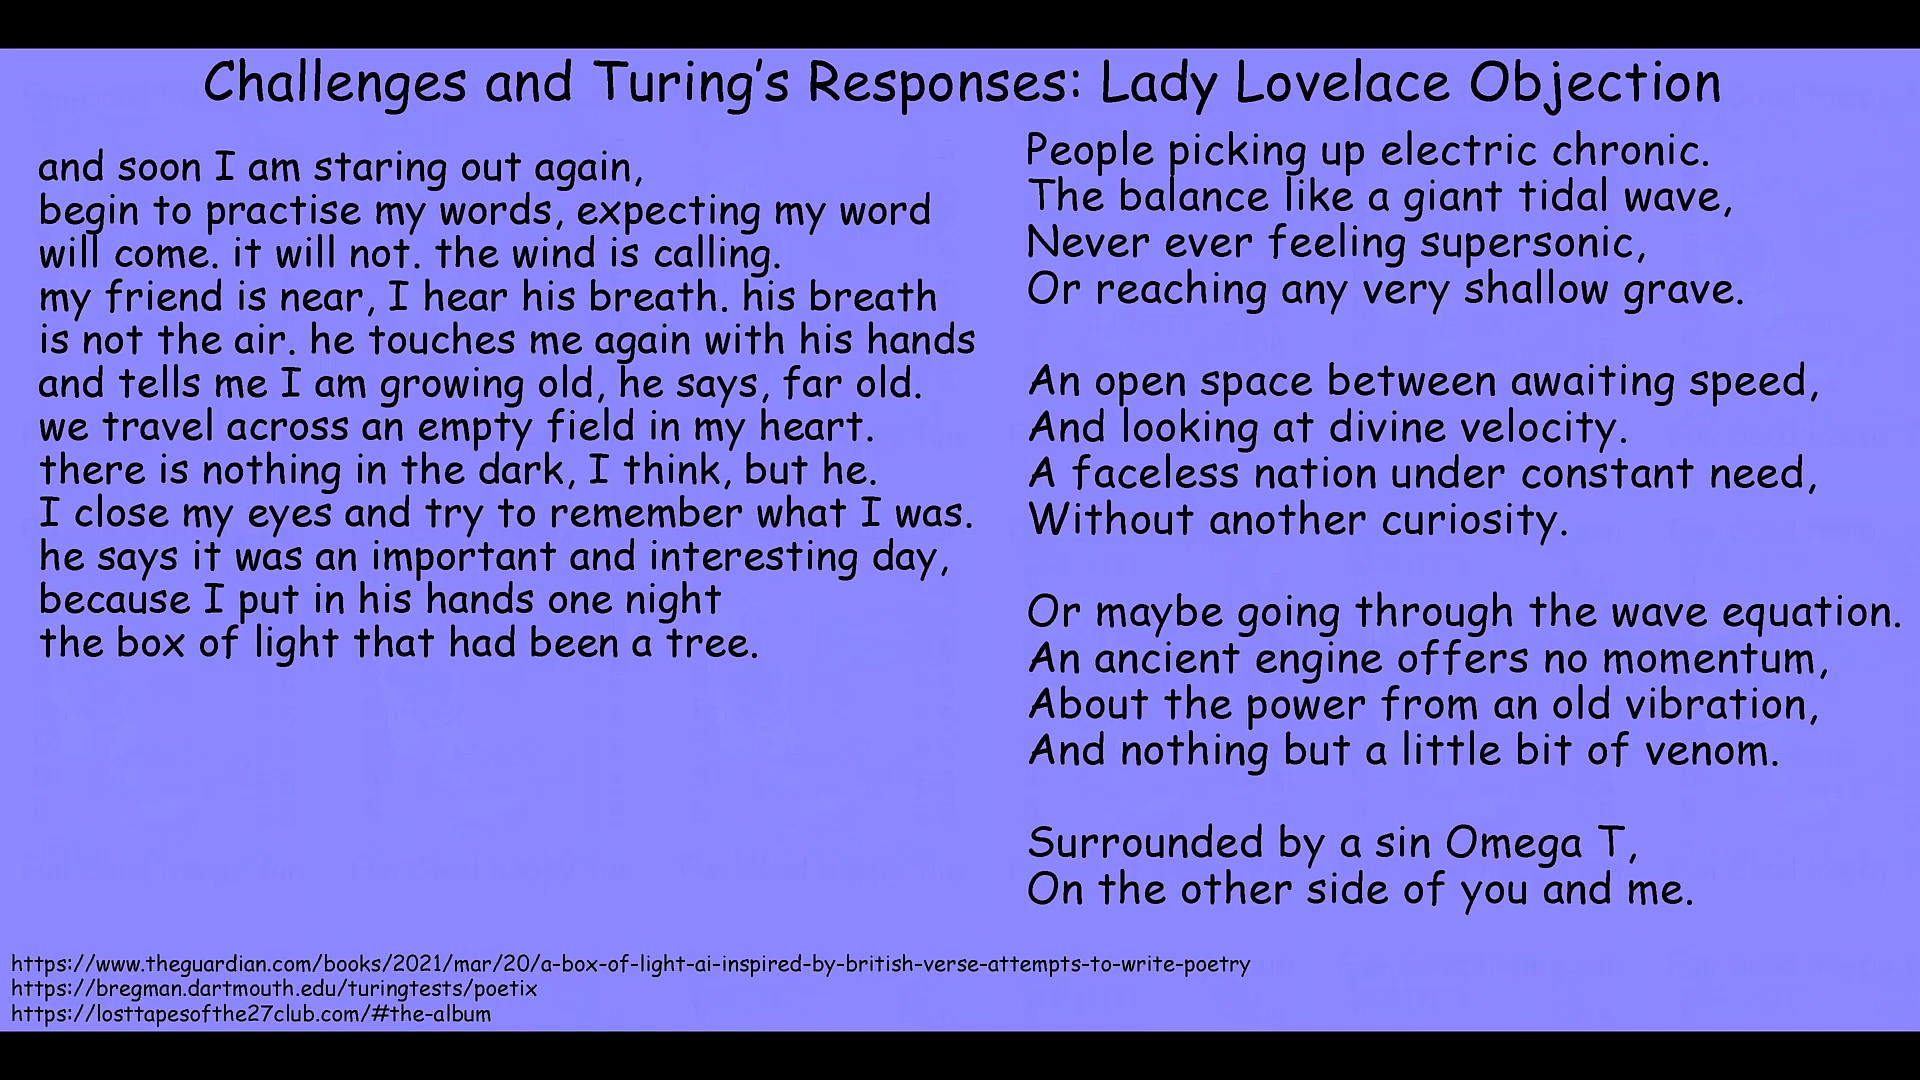 Challenges and Turing's Responses: Lady Lovelace Objection
and soon I am staring out again,
begin to practise my words, expecting my word
will come. it will not. the wind is calling.
my friend is near, I hear his breath. his breath
is not the air. he touches me again with his hands
and tells me I am growing old, he says, far old.
we travel across an empty field in my heart.
there is nothing in the dark, I think, but he.
I close my eyes and try to remember what I was.
he says it was an important and interesting day,
because I put in his hands one night
the box of light that had been a tree.
People picking up electric chronic.
The balance like a giant tidal wave,
Never ever feeling supersonic,
Or reaching any very shallow grave.
An open space between awaiting speed,
And looking at divine velocity.
A faceless nation under constant need,
Without another curiosity.
Or maybe going through the wave equation.
An ancient engine offers no momentum,
About the power from an old vibration,
And nothing but a little bit of venom.
Surrounded by a sin Omega T,
On the other side of you and me.
https://www.theguardian.com/books/2021/mar/20/a-box-of-light-ai-inspired-by-british-verse-attempts-to-write-poetry
https://bregman.dartmouth.edu/turingtests/poetix
https://losttapesofthe27club.com/#the-album